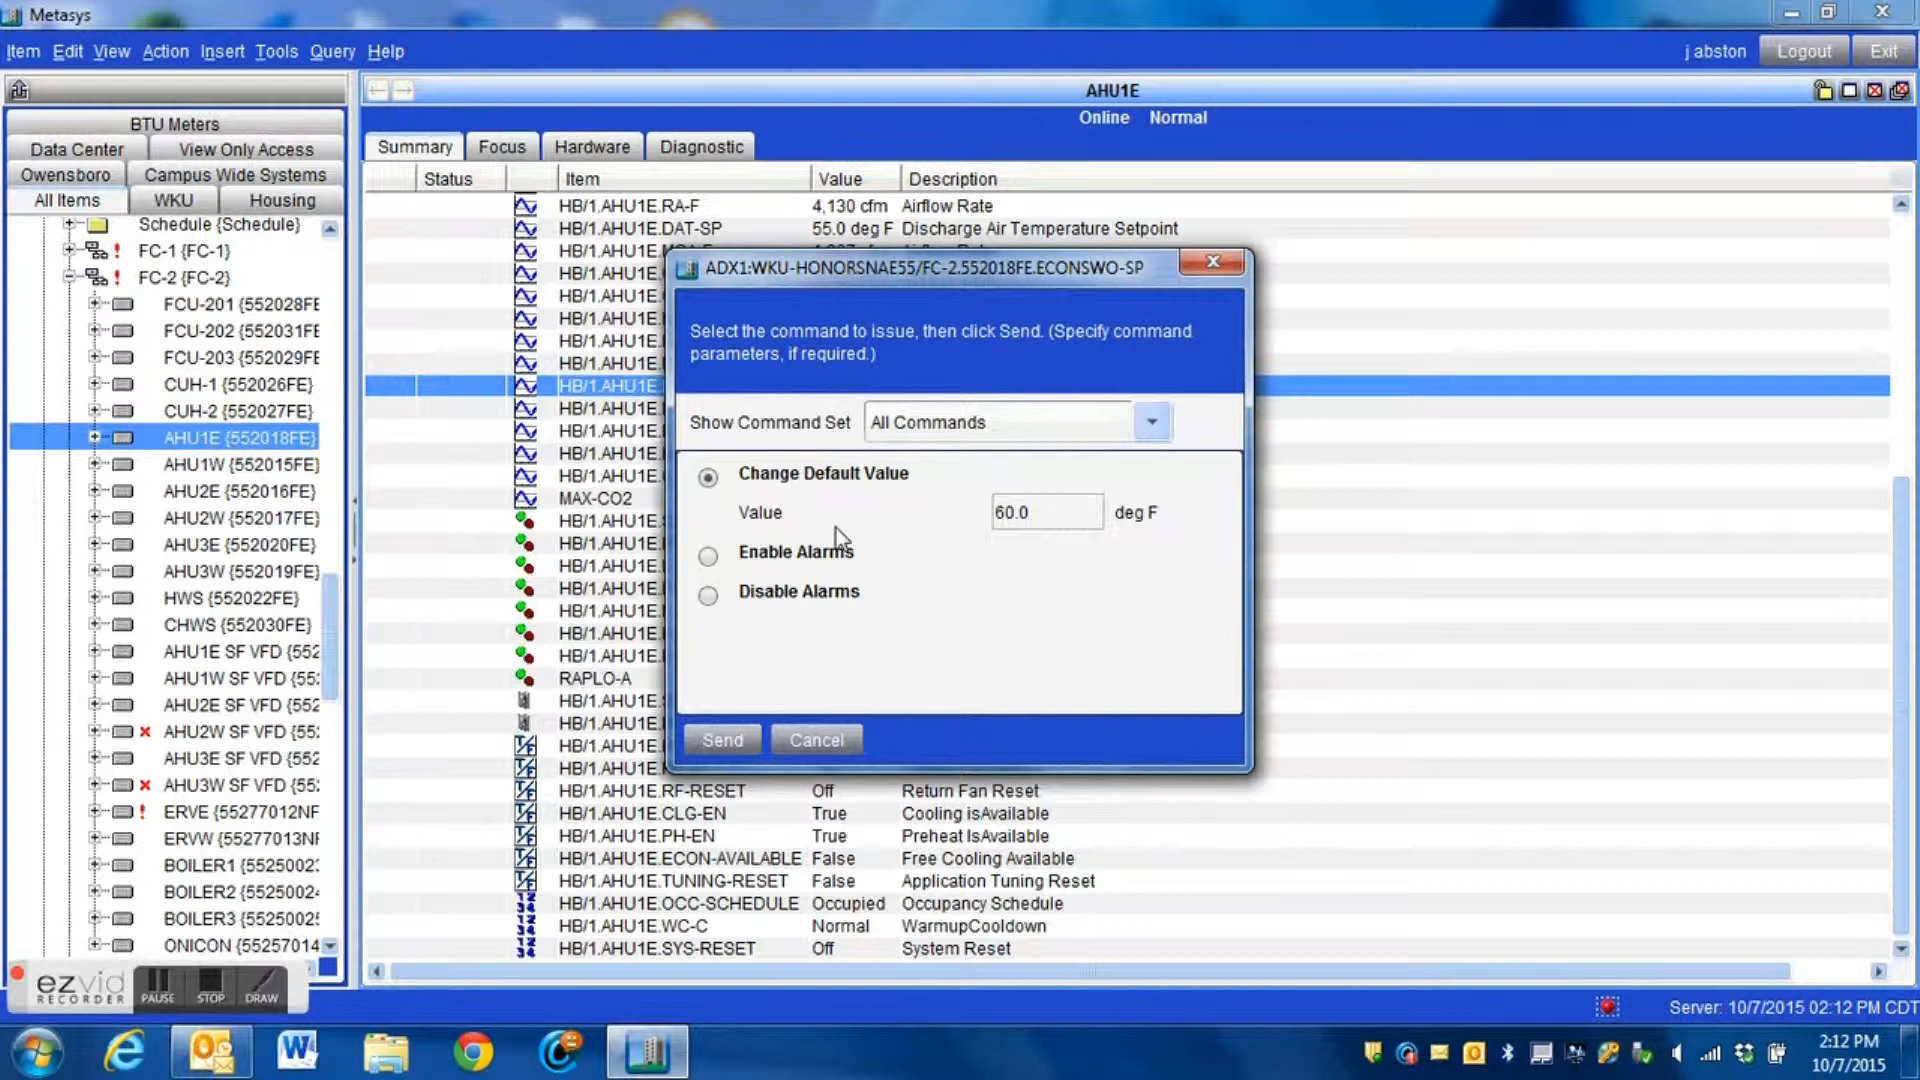 Metasys
Item Edit View Action Insert Tools Query Help
j abston Logout Exit
BTU Meters
Data Center View Only Access
Owensboro Campus Wide Systems
All Items WKU Housing
Schedule {Schedule}
FC-1 {FC-1}
FC-2 {FC-2}
FCU-201 {552028FE
FCU-202 {552031FE
FCU-203 {552029FE
CUH-1 {552026FE}
CUH-2 {552027FE}
AHU1E {552018FE}
AHU1W {552015FE}
AHU2E {552016FE}
AHU2W {552017FE}
AHU3E {552020FE}
AHU3W {552019FE}
HWS {552022FE}
CHWS {552030FE}
AHU1E SF VFD {552
AHU1W SF VFD {55
AHU2E SF VFD {552
AHU2W SF VFD {55
AHU3E SF VFD {552
AHU3W SF VFD {55
ERVE {55277012NF
ERVW {55277013NF
BOILER1 {5525002
BOILER2 {5525002
BOILER3 {5525002
ONICON {55257014
AHU1E
Online Normal
Summary Focus Hardware Diagnostic
Status Item Value Description
HB/1.AHU1E.RA-F 4,130 cfm Airflow Rate
HB/1.AHU1E.DAT-SP 55.0 deg F Discharge Air Temperature Setpoint
HB/1.AHU1E
MAX-CO2
RAPLO-A
HB/1.AHU1E.RF-RESET Off Return Fan Reset
HB/1.AHU1E.CLG-EN True Cooling isAvailable
HB/1.AHU1E.PH-EN True Preheat IsAvailable
HB/1.AHU1E.ECON-AVAILABLE False Free Cooling Available
HB/1.AHU1E.TUNING-RESET False Application Tuning Reset
HB/1.AHU1E.OCC-SCHEDULE Occupied Occupancy Schedule
HB/1.AHU1E.WC-C Normal WarmupCooldown
HB/1.AHU1E.SYS-RESET Off System Reset
ADX1:WKU-HONORSNAE55/FC-2.552018FE.ECONSWO-SP
Select the command to issue, then click Send. (Specify command
parameters, if required.)
Show Command Set All Commands
Change Default Value
Value 60.0 deg F
Enable Alarms
Disable Alarms
Send Cancel
ezvid
RECORDER
PAUSE STOP DRAW
Server: 10/7/2015 02:12 PM CDT
2:12 PM
10/7/2015